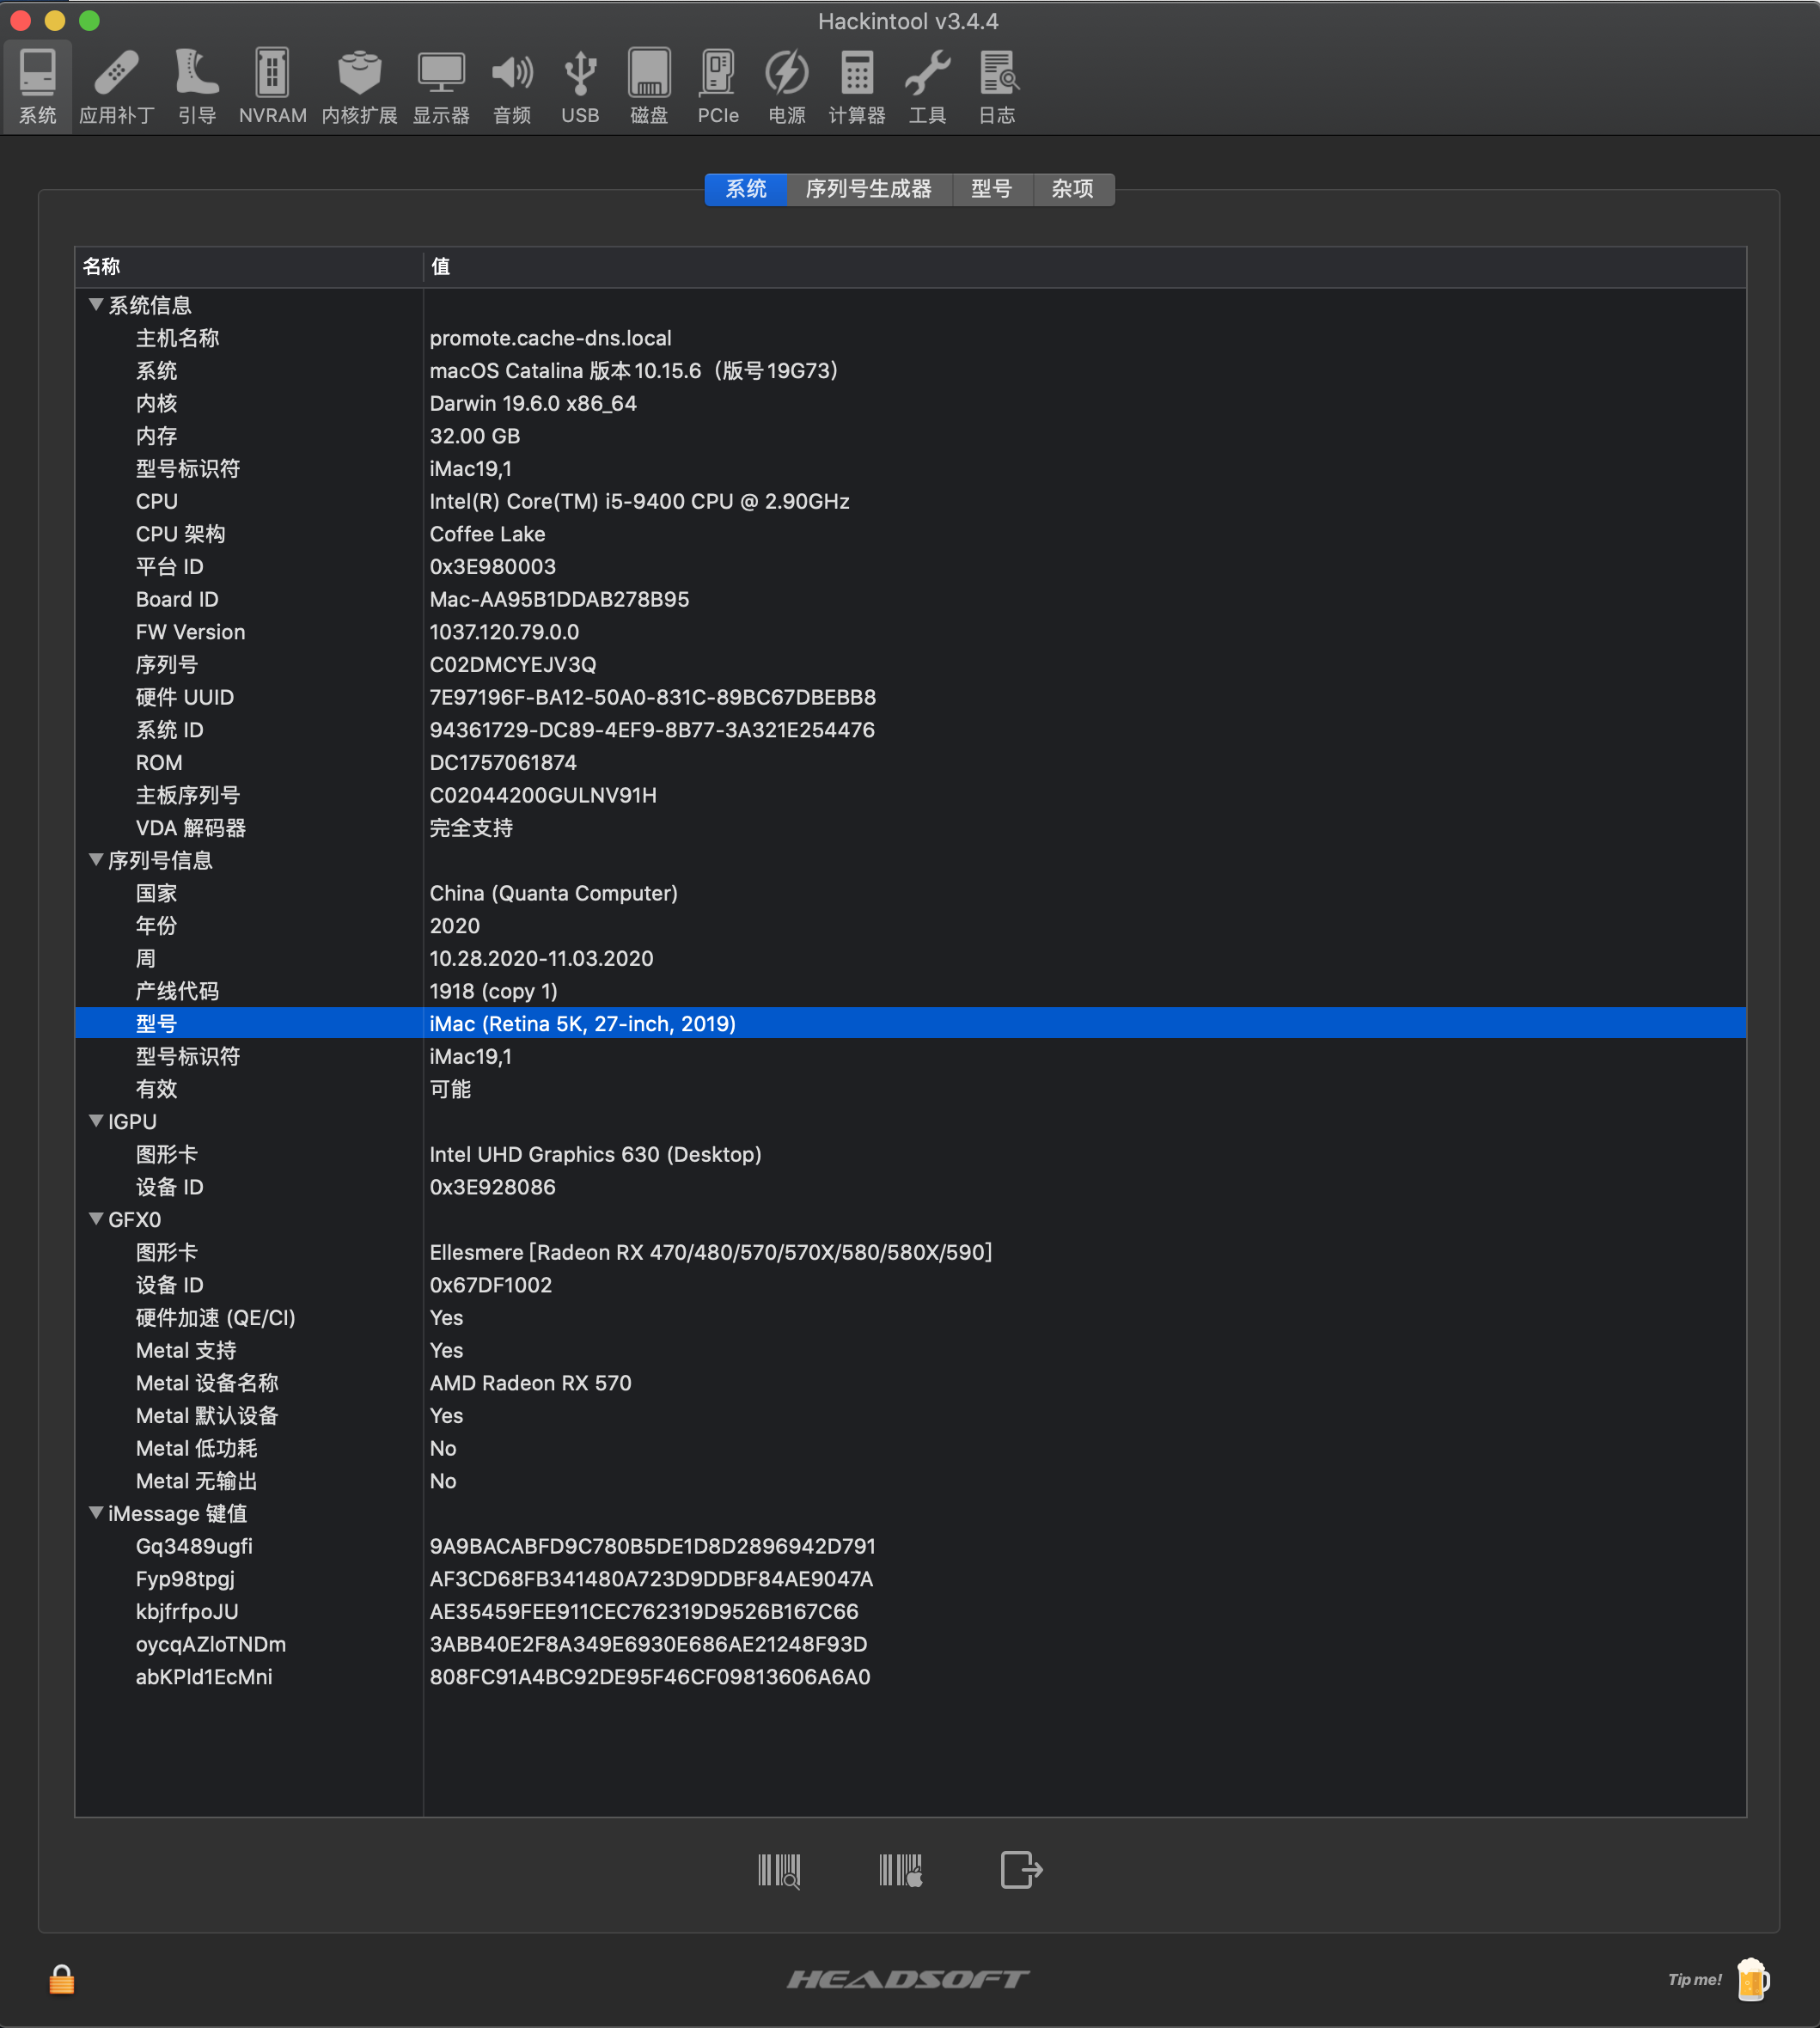 Hackintool v3.4.4
系统 应用补丁 引导 NVRAM 内核扩展 显示器 音频 USB 磁盘 PCIe 电源 计算器 工具 日志
系统 序列号生成器 型号 杂项
名称 值
系统信息
主机名称 promote.cache-dns.local
系统 macOS Catalina 版本10.15.6（版号19G73）
内核 Darwin 19.6.0 x86_64
内存 32.00 GB
型号标识符 iMac19,1
CPU Intel(R) Core(TM) i5-9400 CPU @ 2.90GHz
CPU 架构 Coffee Lake
平台 ID 0x3E980003
Board ID Mac-AA95B1DDAB278B95
FW Version 1037.120.79.0.0
序列号 C02DMCYEJV3Q
硬件 UUID 7E97196F-BA12-50A0-831C-89BC67DBEBB8
系统 ID 94361729-DC89-4EF9-8B77-3A321E254476
ROM DC1757061874
主板序列号 C02044200GULNV91H
VDA 解码器 完全支持
序列号信息
国家 China (Quanta Computer)
年份 2020
周 10.28.2020-11.03.2020
产线代码 1918 (copy 1)
型号 iMac (Retina 5K, 27-inch, 2019)
型号标识符 iMac19,1
有效 可能
IGPU
图形卡 Intel UHD Graphics 630 (Desktop)
设备 ID 0x3E928086
GFX0
图形卡 Ellesmere [Radeon RX 470/480/570/570X/580/580X/590]
设备 ID 0x67DF1002
硬件加速 (QE/CI) Yes
Metal 支持 Yes
Metal 设备名称 AMD Radeon RX 570
Metal 默认设备 Yes
Metal 低功耗 No
Metal 无输出 No
iMessage 键值
Gq3489ugfi 9A9BACABFD9C780B5DE1D8D2896942D791
Fyp98tpgj AF3CD68FB341480A723D9DDBF84AE9047A
kbjfrfpoJU AE35459FEE911CEC762319D9526B167C66
oycqAZloTNDm 3ABB40E2F8A349E6930E686AE21248F93D
abKPld1EcMni 808FC91A4BC92DE95F46CF09813606A6A0
HEADSOFT
Tip me!